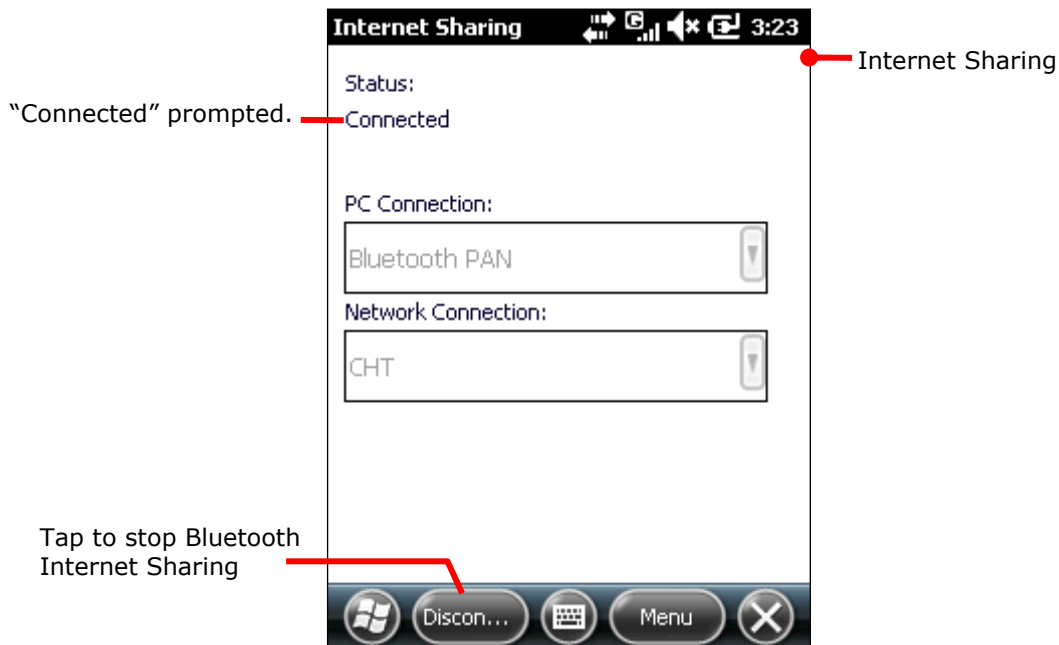 Internet Sharing
3:23
Internet Sharing
Status:
“Connected” prompted.
Connected
PC Connection:
Bluetooth PAN
Network Connection:
CHT
Tap to stop Bluetooth
Internet Sharing
Discon...
Menu